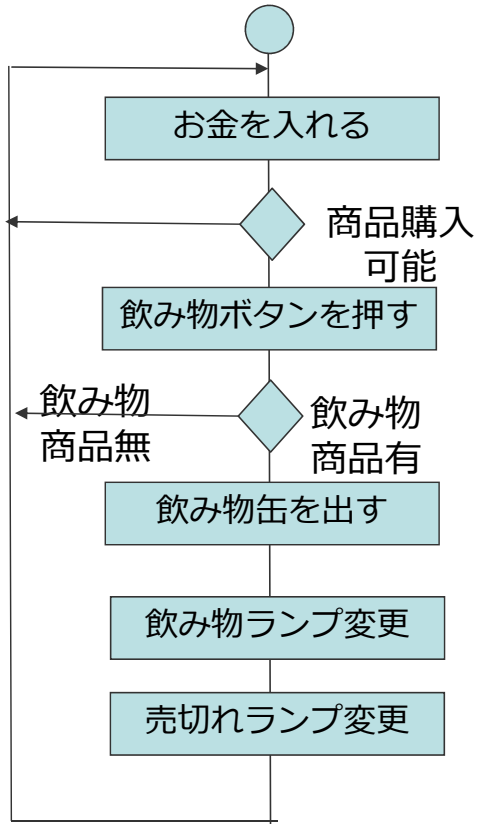 お金を入れる
商品購入
可能
飲み物ボタンを押す
飲み物
商品無
飲み物
商品有
飲み物缶を出す
飲み物ランプ変更
売切れランプ変更